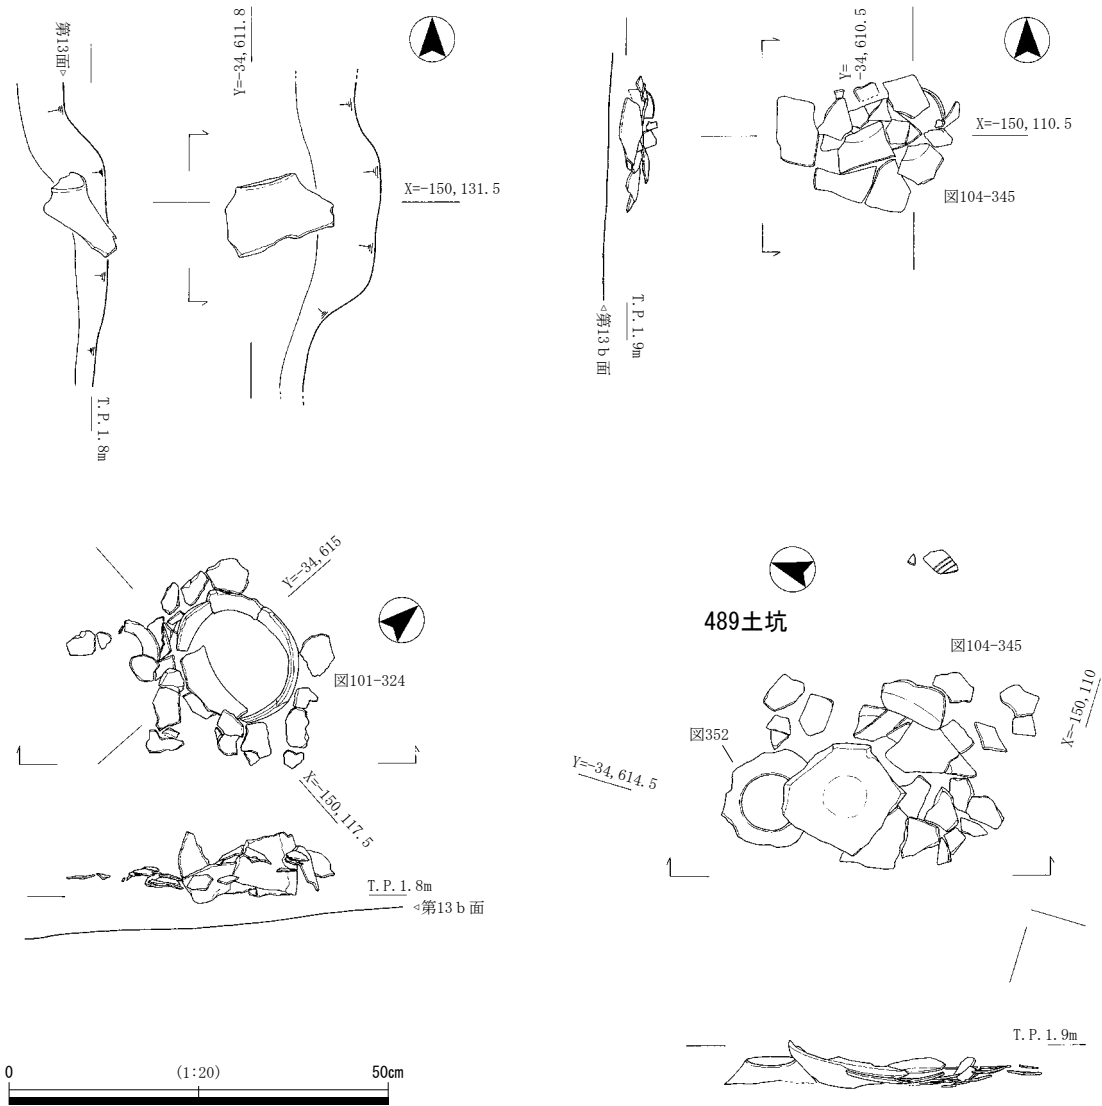 第13面
Y=-34,611.8
X=-150,131.5
T.P.1.8m
Y=
-34,610.5
X=-150,110.5
図104-345
T.P.1.9m
第13ｂ面
Y=-34,615
図101-324
X=-150,117.5
T.P.1.8m
第13ｂ面
489土坑
図104-345
X=-150,110
図352
Y=-34,614.5
T.P.1.9m
0 (1:20) 50cm